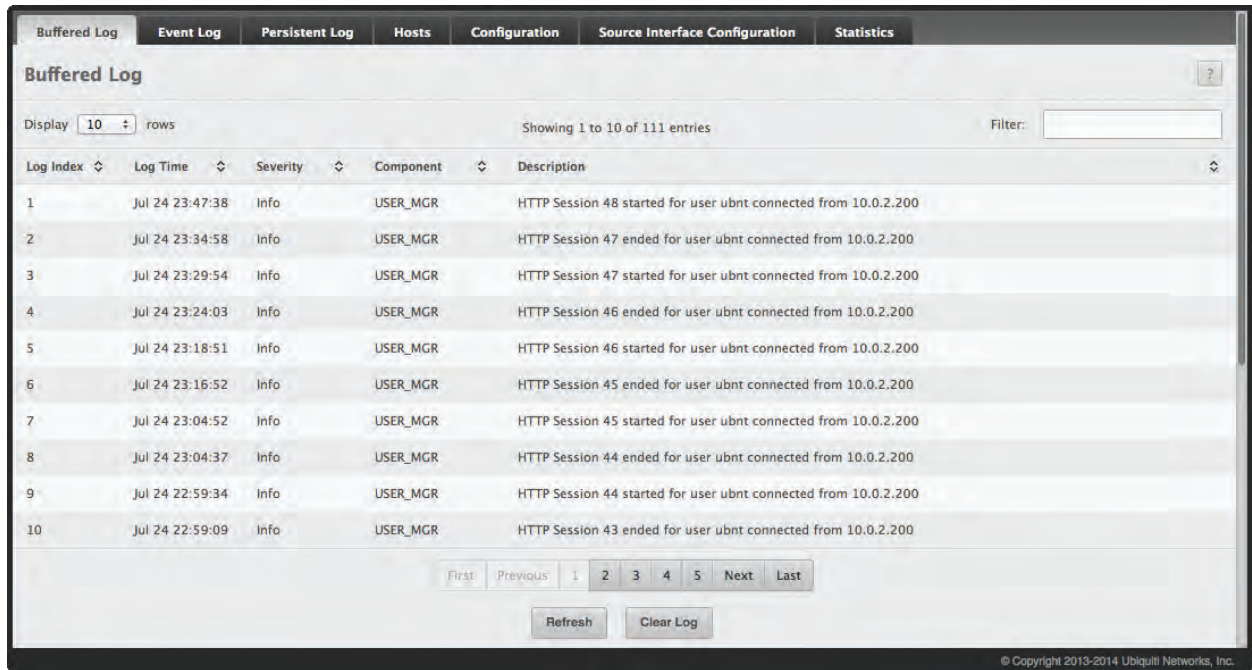 Buffered Log Event Log Persistent Log Hosts Configuration Source Interface Configuration Statistics
Buffered Log ?
Display 10 rows Showing 1 to 10 of 111 entries Filter:
Log Index Log Time Severity Component Description
1 Jul 24 23:47:38 Info USER_MGR HTTP Session 48 started for user ubnt connected from 10.0.2.200
2 Jul 24 23:34:58 Info USER_MGR HTTP Session 47 ended for user ubnt connected from 10.0.2.200
3 Jul 24 23:29:54 Info USER_MGR HTTP Session 47 started for user ubnt connected from 10.0.2.200
4 Jul 24 23:24:03 Info USER_MGR HTTP Session 46 ended for user ubnt connected from 10.0.2.200
5 Jul 24 23:18:51 Info USER_MGR HTTP Session 46 started for user ubnt connected from 10.0.2.200
6 Jul 24 23:16:52 Info USER_MGR HTTP Session 45 ended for user ubnt connected from 10.0.2.200
7 Jul 24 23:04:52 Info USER_MGR HTTP Session 45 started for user ubnt connected from 10.0.2.200
8 Jul 24 23:04:37 Info USER_MGR HTTP Session 44 ended for user ubnt connected from 10.0.2.200
9 Jul 24 22:59:34 Info USER_MGR HTTP Session 44 started for user ubnt connected from 10.0.2.200
10 Jul 24 22:59:09 Info USER_MGR HTTP Session 43 ended for user ubnt connected from 10.0.2.200
First Previous 1 2 3 4 5 Next Last
Refresh Clear Log
© Copyright 2013-2014 Ubiquiti Networks, Inc.